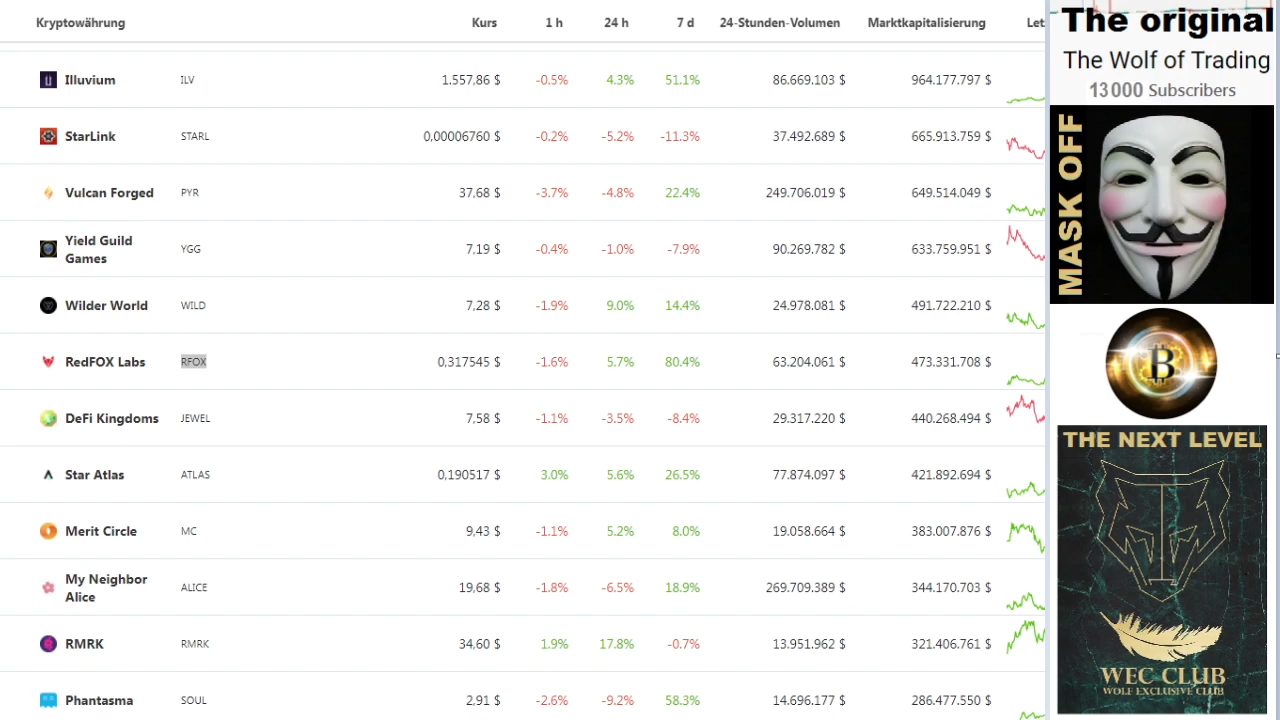 Kryptowährung Kurs 1 h 24 h 7 d 24-Stunden-Volumen Marktkapitalisierung Let
Illuvium ILV 1.557,86 $ -0.5% 4.3% 51.1% 86.669.103 $ 964.177.797 $
StarLink STARL 0,00006760 $ -0.2% -5.2% -11.3% 37.492.689 $ 665.913.759 $
Vulcan Forged PYR 37,68 $ -3.7% -4.8% 22.4% 249.706.019 $ 649.514.049 $
Yield Guild
Games YGG 7,19 $ -0.4% -1.0% -7.9% 90.269.782 $ 633.759.951 $
Wilder World WILD 7,28 $ -1.9% 9.0% 14.4% 24.978.081 $ 491.722.210 $
RedFOX Labs RFOX 0,317545 $ -1.6% 5.7% 80.4% 63.204.061 $ 473.331.708 $
DeFi Kingdoms JEWEL 7,58 $ -1.1% -3.5% -8.4% 29.317.220 $ 440.268.494 $
Star Atlas ATLAS 0,190517 $ 3.0% 5.6% 26.5% 77.874.097 $ 421.892.694 $
Merit Circle MC 9,43 $ -1.1% 5.2% 8.0% 19.058.664 $ 383.007.876 $
My Neighbor
Alice ALICE 19,68 $ -1.8% -6.5% 18.9% 269.709.389 $ 344.170.703 $
RMRK RMRK 34,60 $ 1.9% 17.8% -0.7% 13.951.962 $ 321.406.761 $
Phantasma SOUL 2,81 $ -2.6% -9.2% 58.3% 14.696.177 $ 286.477.550 $
The original
The Wolf of Trading
13000 Subscribers
MASK OFF
THE NEXT LEVEL
WEC CLUB
WOLF EXCLUSIVE CLUB